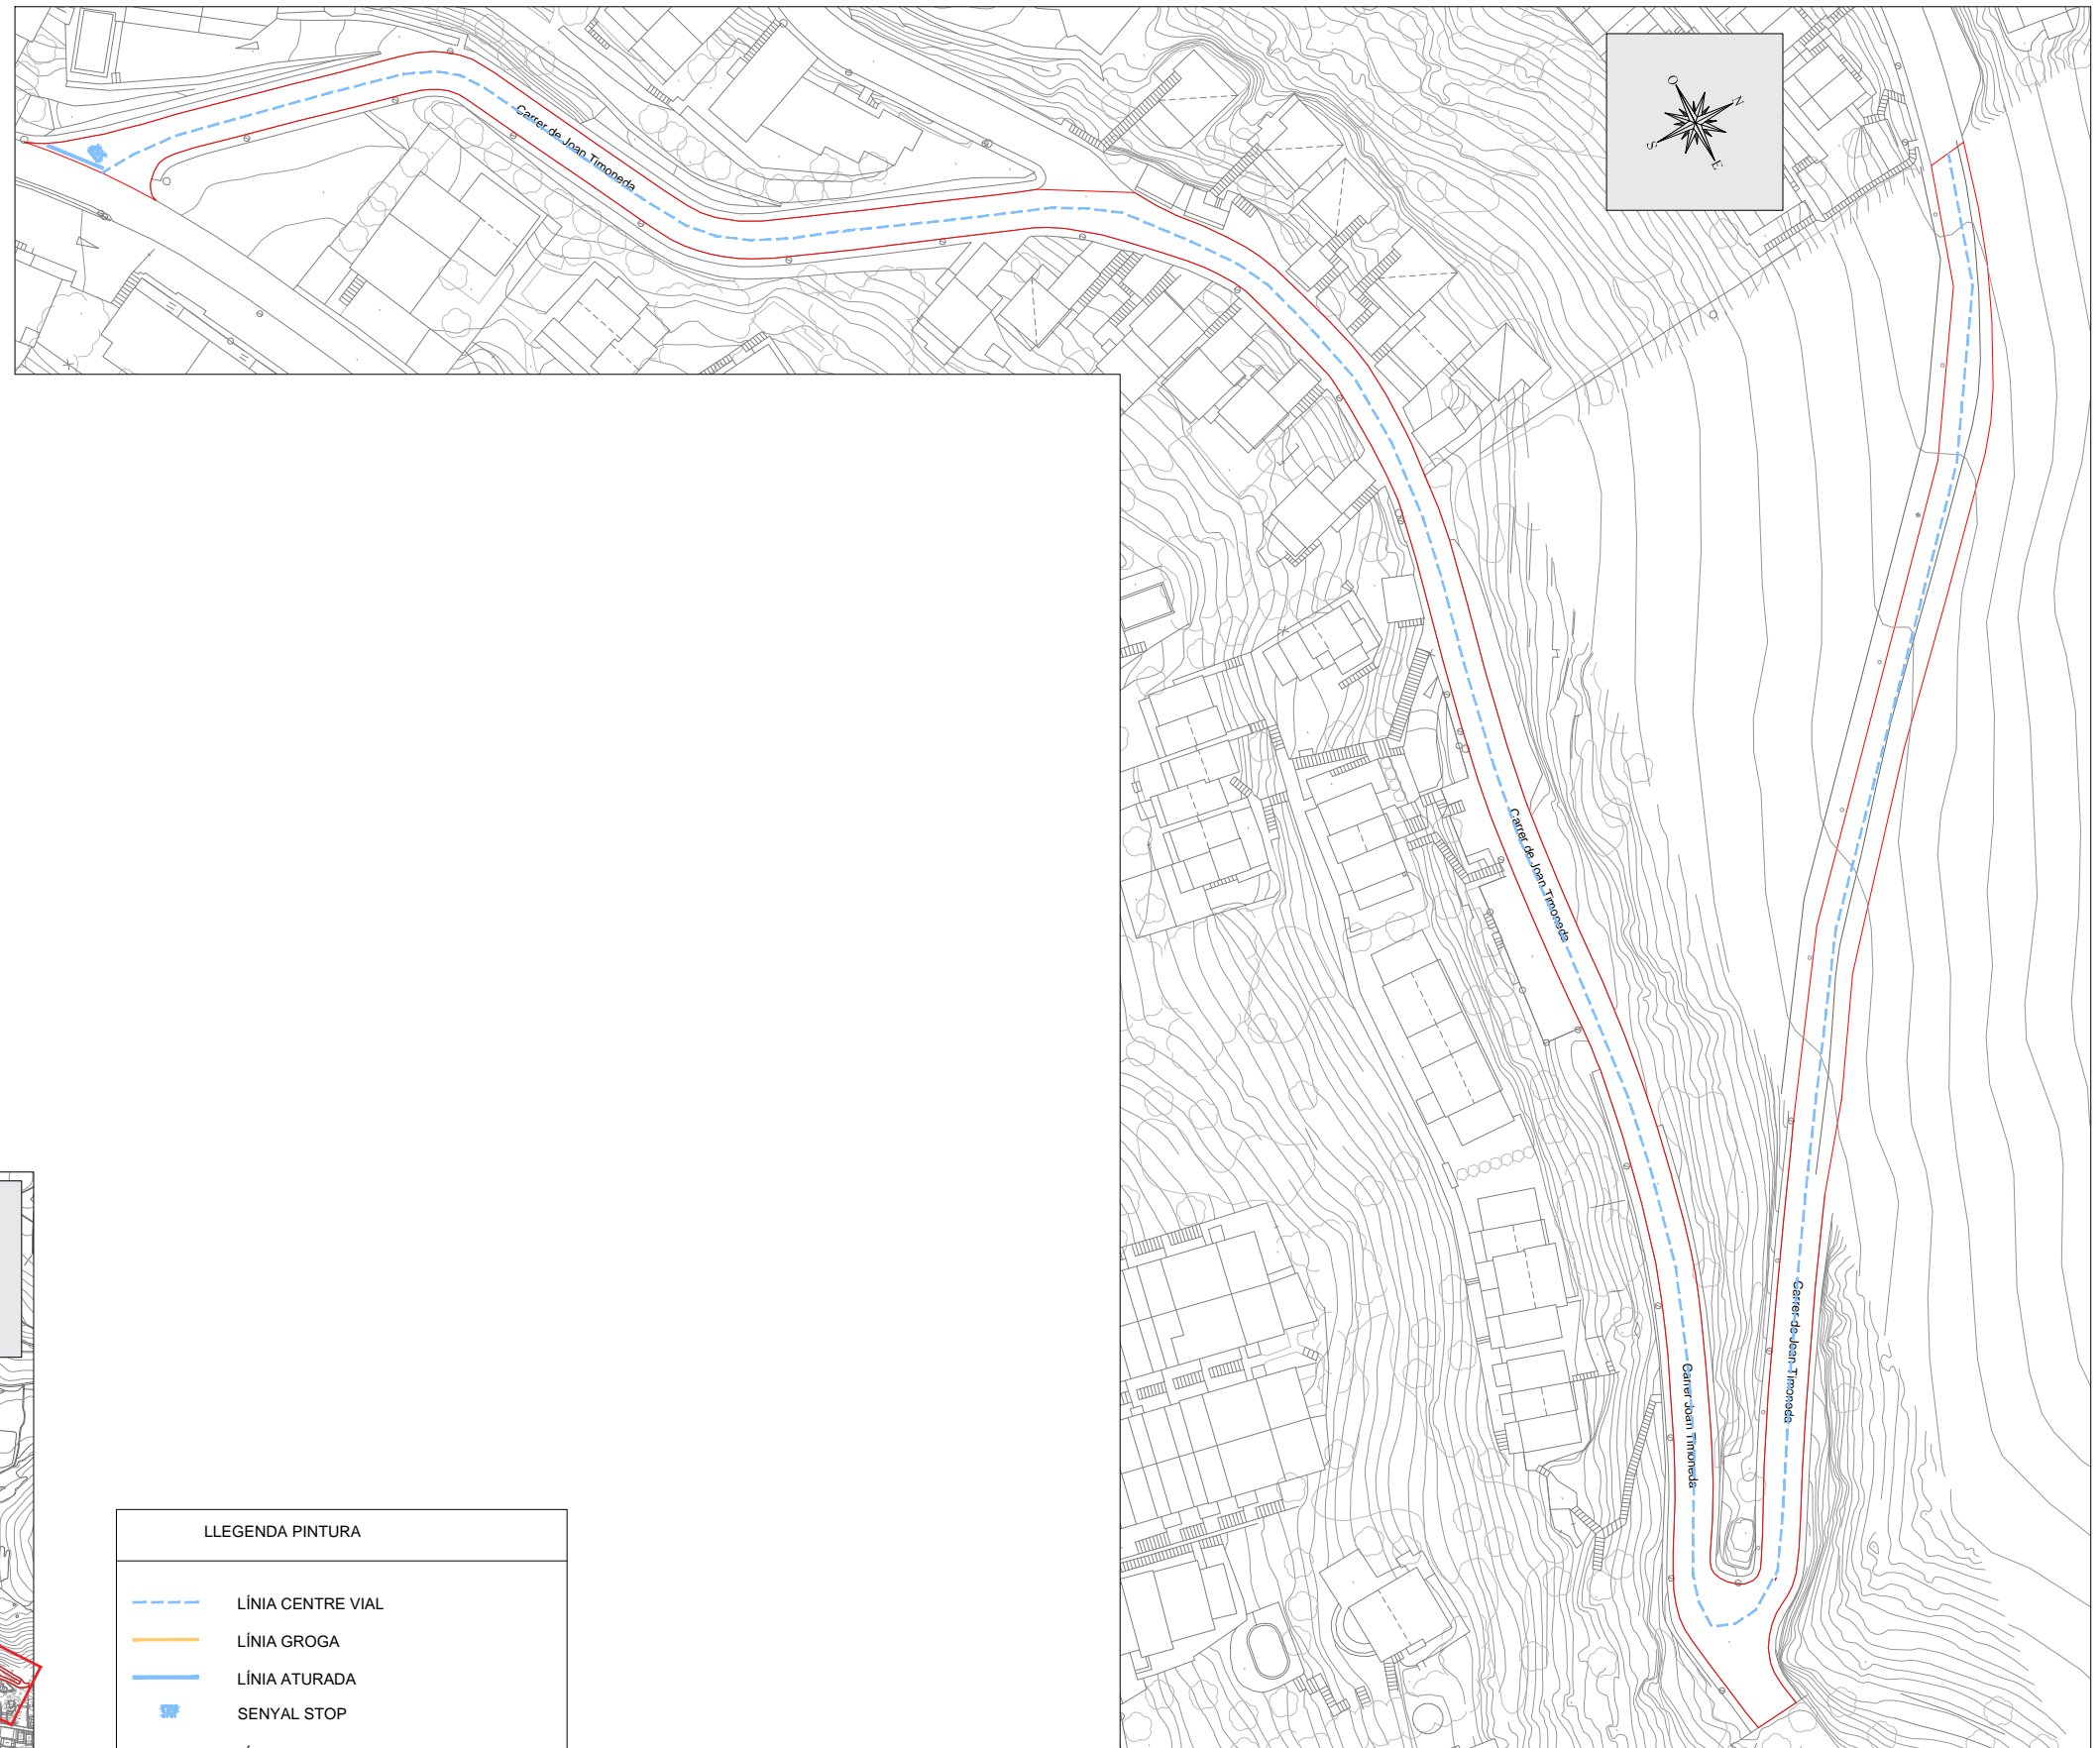 Carrer de Joan Timoneda
O
N
S
E
Carrer de Joan Timoneda
Carrer de Joan Timoneda
Carrer Joan Timoneda
LLEGENDA PINTURA
LÍNIA CENTRE VIAL
LÍNIA GROGA
LÍNIA ATURADA
STOP SENYAL STOP